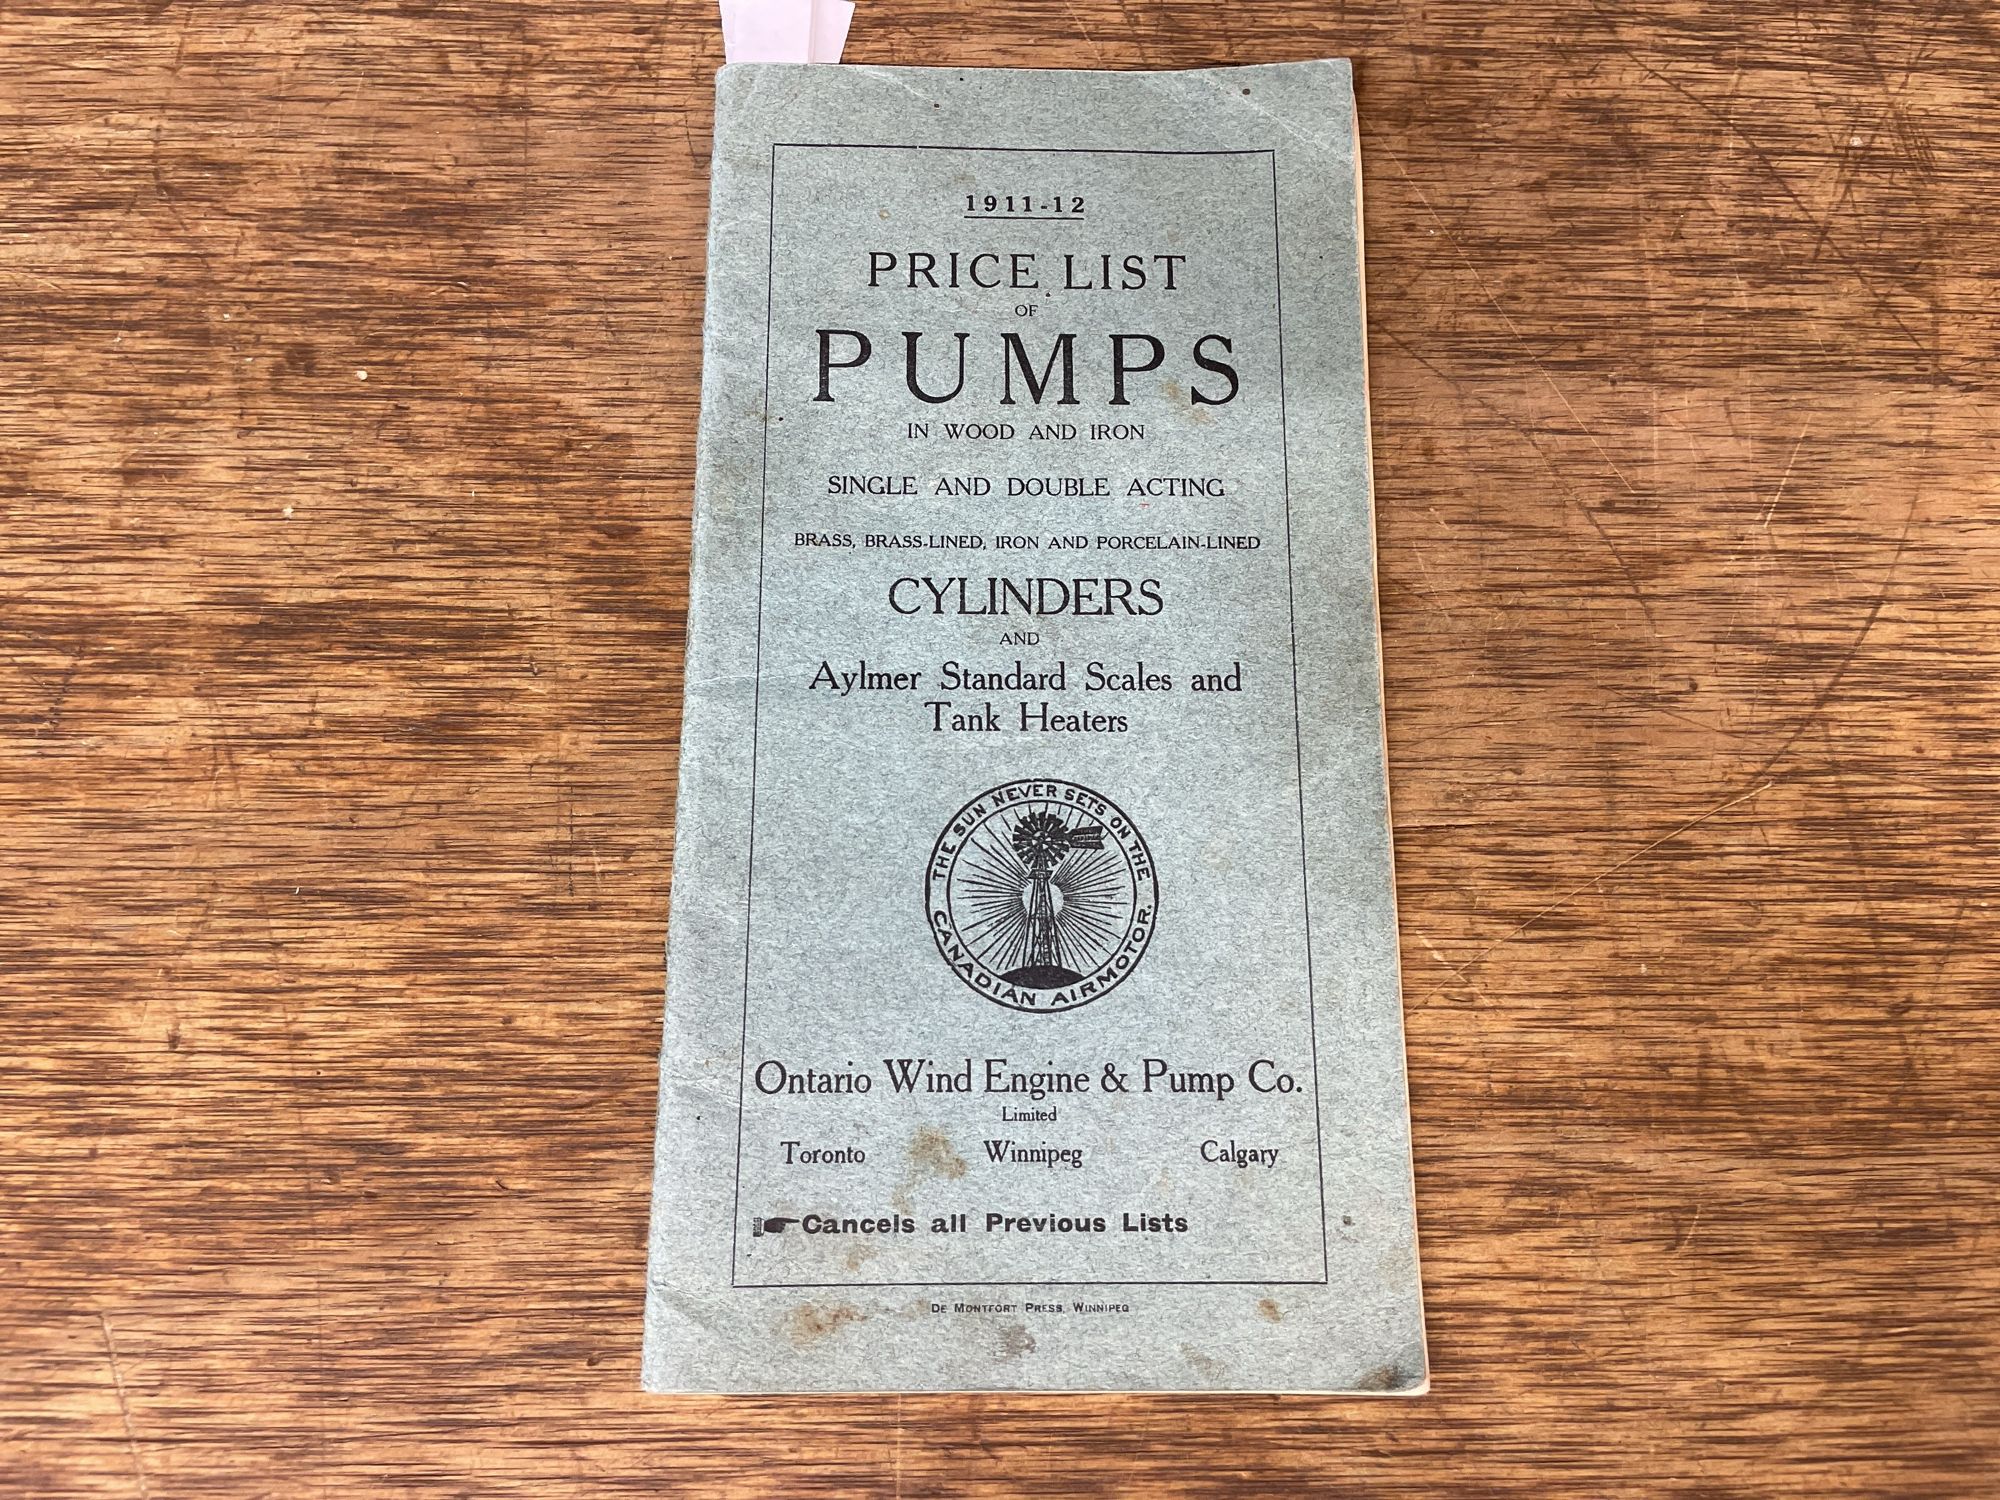 1911-12
PRICE LIST
OF
PUMPS
IN WOOD AND IRON
SINGLE AND DOUBLE ACTING
BRASS, BRASS-LINED, IRON AND PORCELAIN-LINED
CYLINDERS
AND
Aylmer Standard Scales and
Tank Heaters
THE SUN NEVER SETS ON THE
CANADIAN AIRMOTOR.
Ontario Wind Engine & Pump Co.
Limited
Toronto Winnipeg Calgary
Cancels all Previous Lists
De Montfort Press, Winnipeg